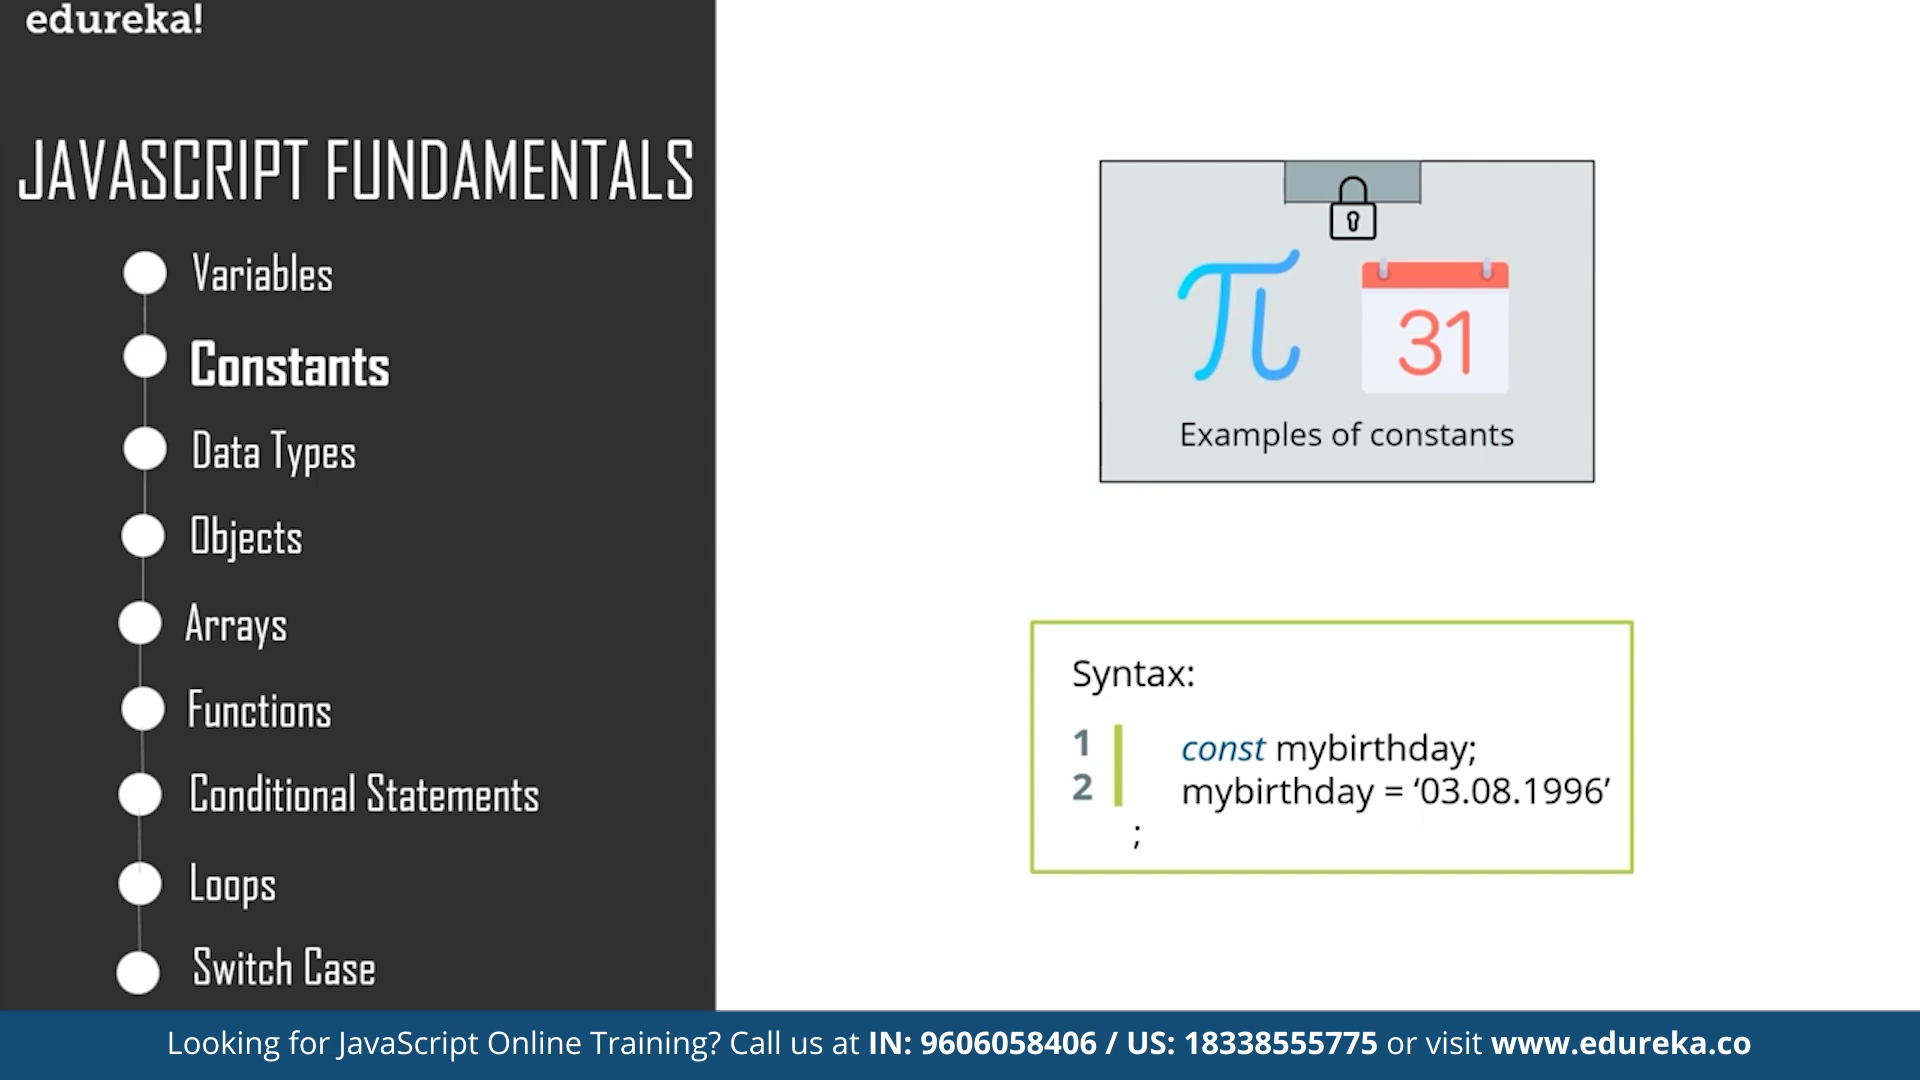 edureka!
JAVASCRIPT FUNDAMENTALS
Variables
Constants
Data Types
Objects
Arrays
Functions
Conditional Statements
Loops
Switch Case
π
31
Examples of constants
Syntax:
1 const mybirthday;
2 mybirthday = ‘03.08.1996’
;
Looking for JavaScript Online Training? Call us at IN: 9606058406 / US: 18338555775 or visit www.edureka.co